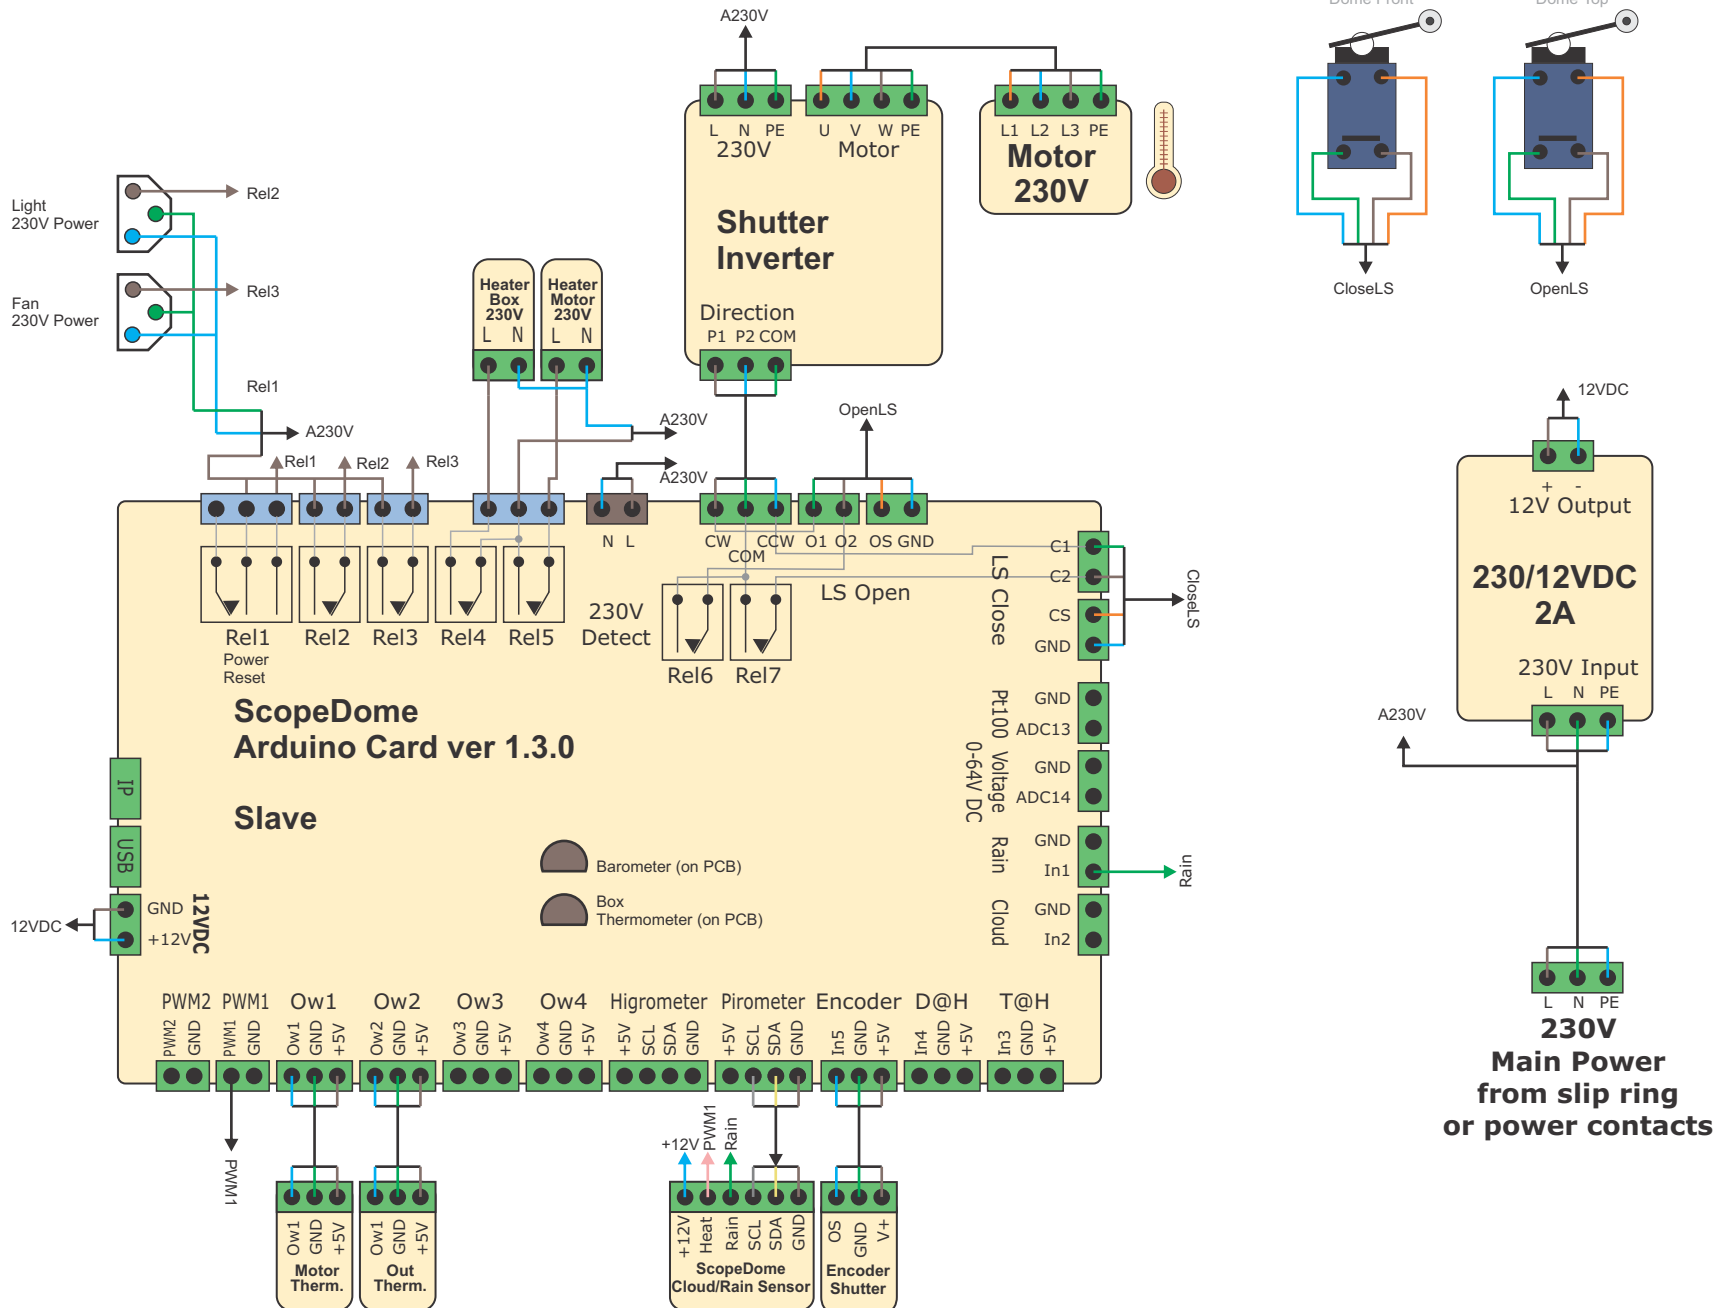 Dome Front
Dome Top
A230V
L N PE
230V
U V W PE
Motor
L1 L2 L3 PE
Motor
230V
Shutter
Inverter
Direction
P1 P2 COM
CloseLS
OpenLS
Light
230V Power
Rel2
Fan
230V Power
Rel3
Rel1
A230V
Heater
Box
230V
L N
Heater
Motor
230V
L N
A230V
A230V
OpenLS
Rel1
Rel2
Rel3
N L
230V
Detect
CW
COM
CCW
O1 O2
OS GND
LS Open
C1
C2
CS
GND
LS Close
CloseLS
Rel1
Power
Reset
Rel2
Rel3
Rel4
Rel5
Rel6
Rel7
ScopeDome
Arduino Card ver 1.3.0
Slave
IP
USB
12VDC
GND
+12V
12VDC
Barometer (on PCB)
Box
Thermometer (on PCB)
Pt100
GND
ADC13
Voltage
0-64V DC
GND
ADC14
Rain
GND
In1
Rain
Cloud
GND
In2
PWM2
PWM2
GND
PWM1
PWM1
GND
Ow1
Ow1
GND
+5V
Ow2
Ow2
GND
+5V
Ow3
Ow3
GND
+5V
Ow4
Ow4
GND
+5V
Higrometer
+5V
SCL
SDA
GND
Pirometer
+5V
SCL
SDA
GND
Encoder
In5
GND
+5V
D@H
In4
GND
+5V
T@H
In3
GND
+5V
PWM1
Ow1
GND
+5V
Motor
Therm.
Ow1
GND
+5V
Out
Therm.
+12V
PWM1
Rain
+12V
Heat
Rain
SCL
SDA
GND
ScopeDome
Cloud/Rain Sensor
OS
GND
V+
Encoder
Shutter
12VDC
+ -
12V Output
230/12VDC
2A
230V Input
L N PE
A230V
L N PE
230V
Main Power
from slip ring
or power contacts